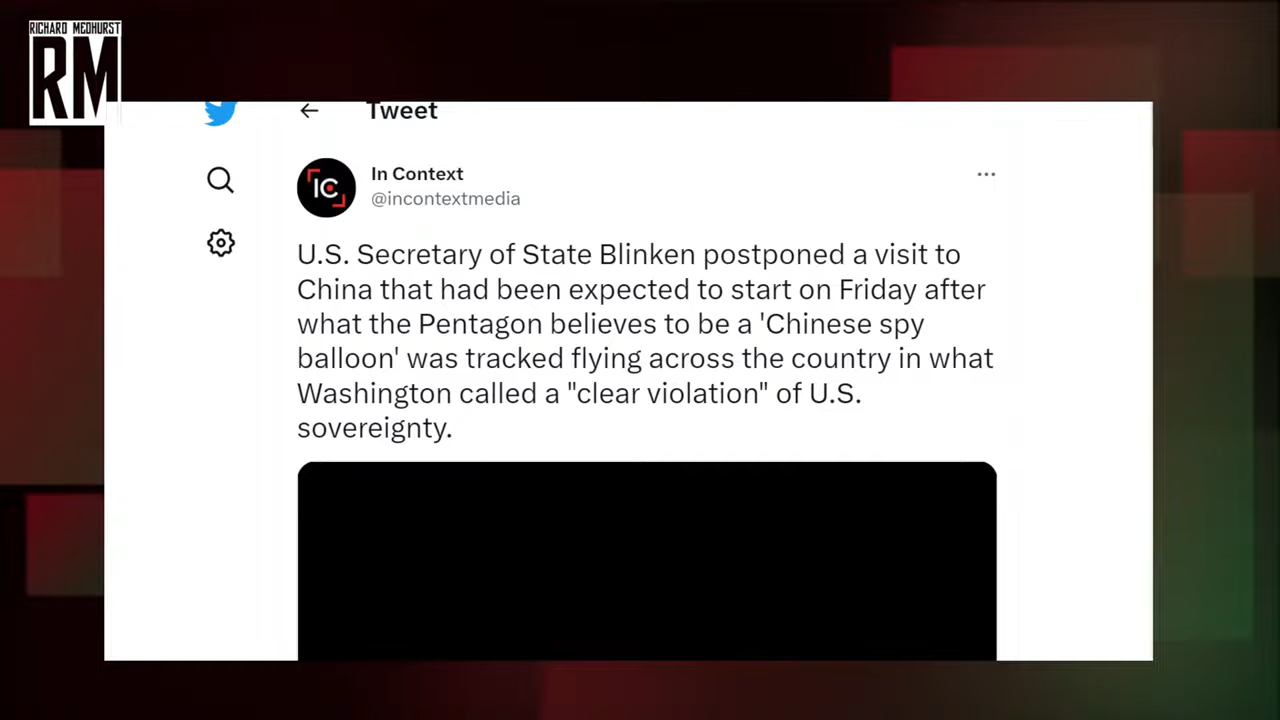 RICHARD MEDHURST
RM
Tweet
IC
In Context
@incontextmedia
U.S. Secretary of State Blinken postponed a visit to
China that had been expected to start on Friday after
what the Pentagon believes to be a 'Chinese spy
balloon' was tracked flying across the country in what
Washington called a "clear violation" of U.S.
sovereignty.